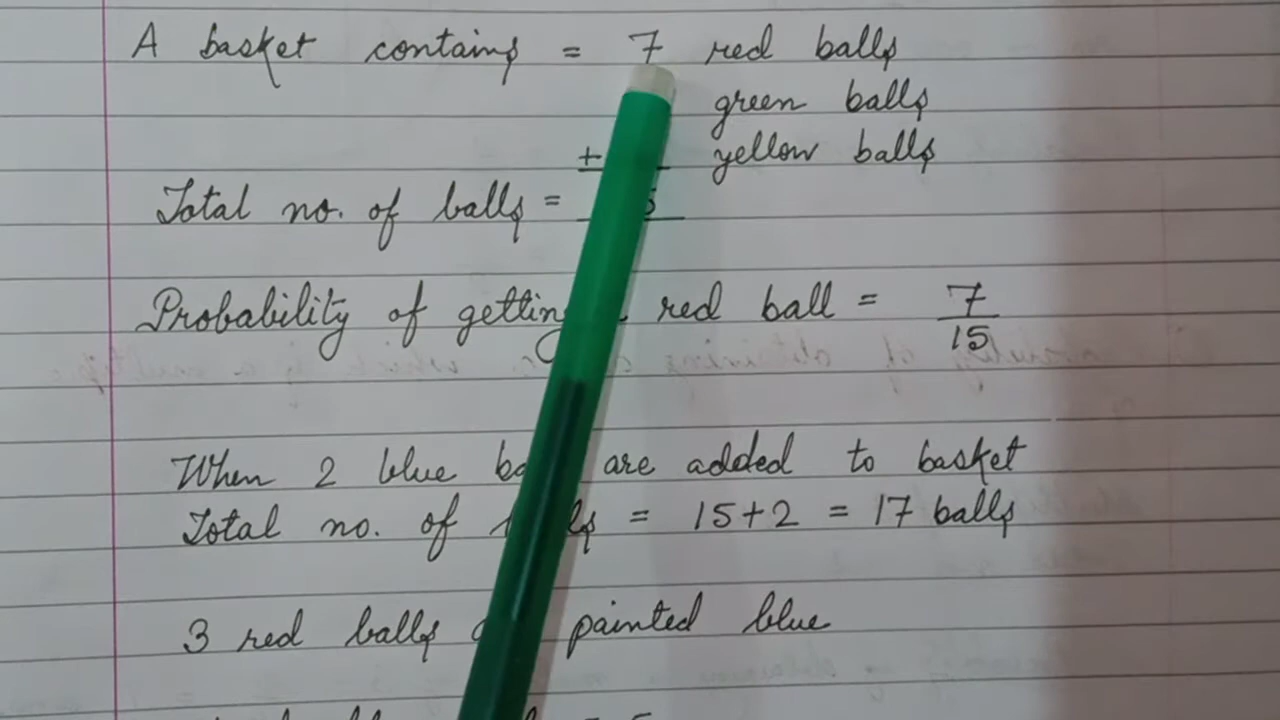 A basket contains = 7 red balls
green balls
+ yellow balls
Total no. of balls = 5
Probability of getting red ball = 7/15
When 2 blue are added to basket
Total no. of = 15+2 = 17 balls
3 red balls painted blue